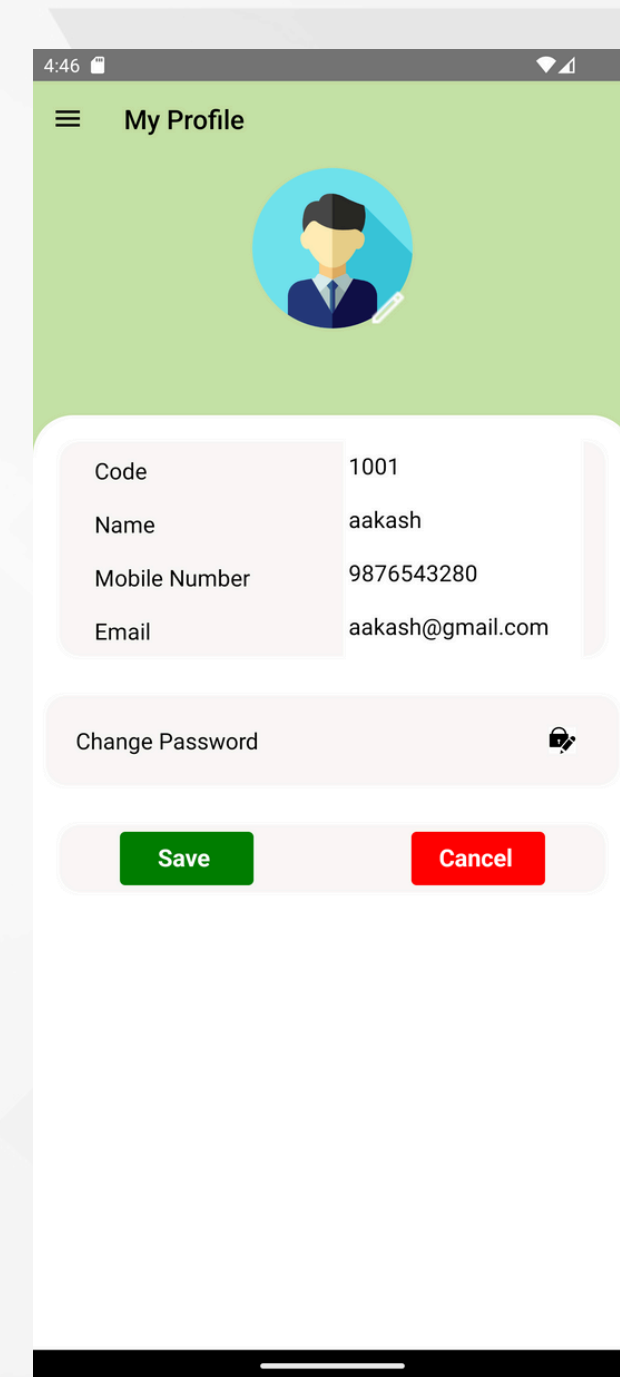 4:46
My Profile
Code 1001
Name aakash
Mobile Number 9876543280
Email aakash@gmail.com
Change Password
Save Cancel